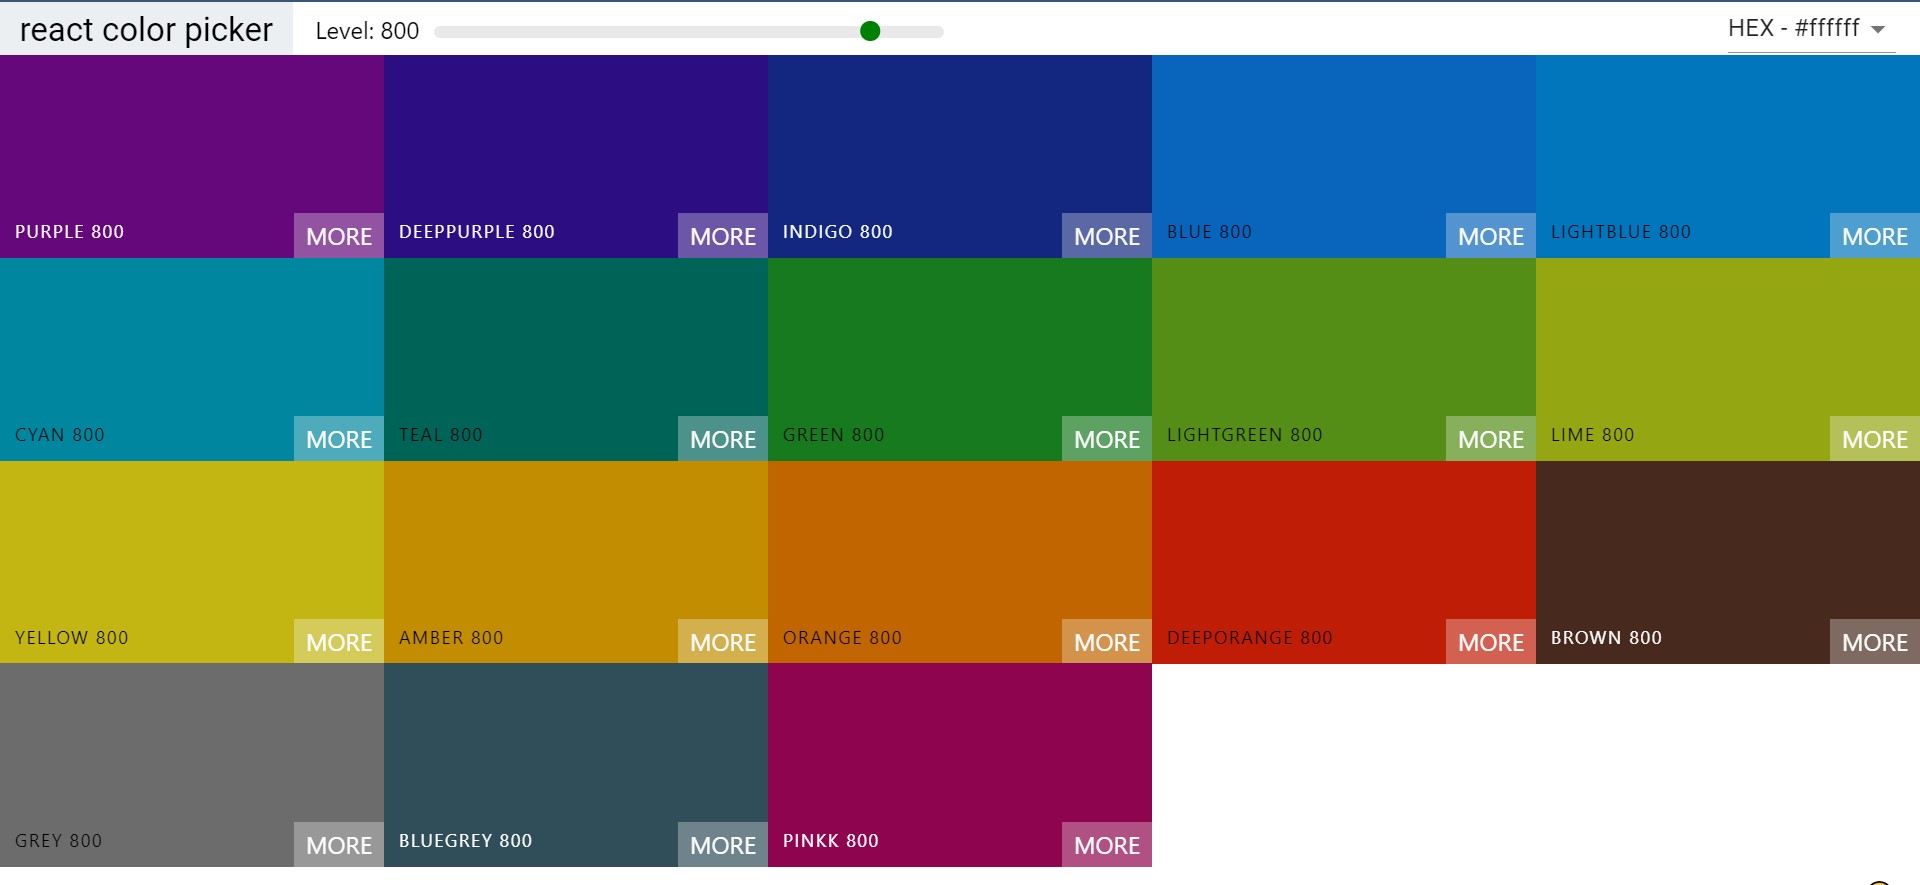 react color picker
Level: 800
HEX - #ffffff
PURPLE 800
MORE
DEEPPURPLE 800
MORE
INDIGO 800
MORE
BLUE 800
MORE
LIGHTBLUE 800
MORE
CYAN 800
MORE
TEAL 800
MORE
GREEN 800
MORE
LIGHTGREEN 800
MORE
LIME 800
MORE
YELLOW 800
MORE
AMBER 800
MORE
ORANGE 800
MORE
DEEPORANGE 800
MORE
BROWN 800
MORE
GREY 800
MORE
BLUEGREY 800
MORE
PINKK 800
MORE